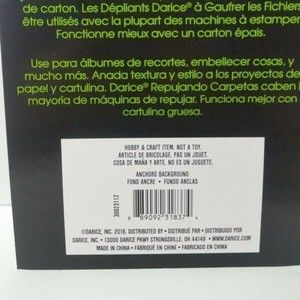 de carton. Les Dépliants Darice® à Gaufrer les Fichiers
être utilisés avec la plupart des machines à estamper
Fonctionne mieux avec un carton épais.
Use para álbumes de recortes, embellecer cosas, y
mucho más. Anada textura y estilo a los proyectos de
papel y cartulina. Darice® Repujando Carpetas caben
mayoría de máquinas de repujar. Funciona mejor con
cartulina gruesa.
HOBBY & CRAFT ITEM. NOT A TOY.
ARTICLE DE BRICOLAGE. PAS UN JOUET.
COSA DE MAÑA Y ARTE. NO ES UN JUGUETE.
ANCHORS BACKGROUND
FOND ANCRE • FONDO ANCLAS
30023112
8 89092 31837 4
©DARICE, INC. 2016. DISTRIBUTED BY • DISTRIBUÉ PAR • DISTRIBUIDO POR
DARICE, INC. • 13000 DARICE PKWY STRONGSVILLE, OH 44149 • WWW.DARICE.COM
MADE IN CHINA • FABRIQUÉ EN CHINE • FABRICADO EN CHINA